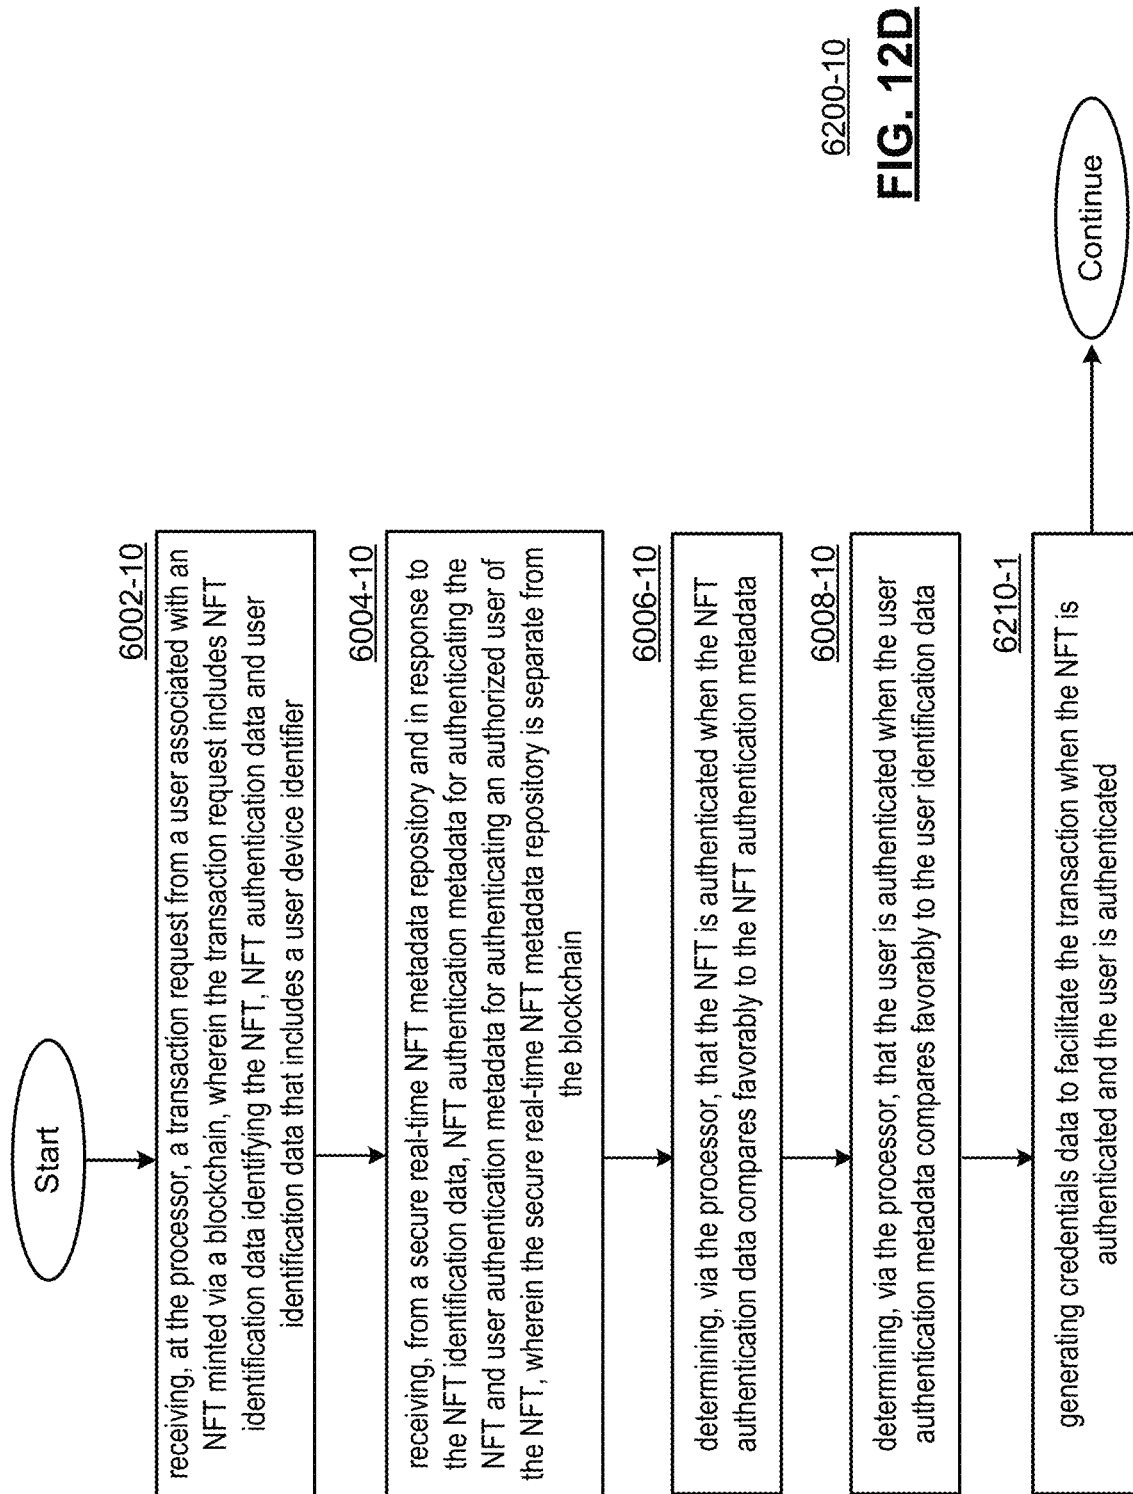 Start
6002-10
receiving, at the processor, a transaction request from a user associated with an
NFT minted via a blockchain, wherein the transaction request includes NFT
identification data identifying the NFT, NFT authentication data and user
identification data that includes a user device identifier
6004-10
receiving, from a secure real-time NFT metadata repository and in response to
the NFT identification data, NFT authentication metadata for authenticating the
NFT and user authentication metadata for authenticating an authorized user of
the NFT, wherein the secure real-time NFT metadata repository is separate from
the blockchain
6006-10
determining, via the processor, that the NFT is authenticated when the NFT
authentication data compares favorably to the NFT authentication metadata
6008-10
determining, via the processor, that the user is authenticated when the user
authentication metadata compares favorably to the user identification data
6210-1
generating credentials data to facilitate the transaction when the NFT is
authenticated and the user is authenticated
Continue
6200-10
FIG. 12D